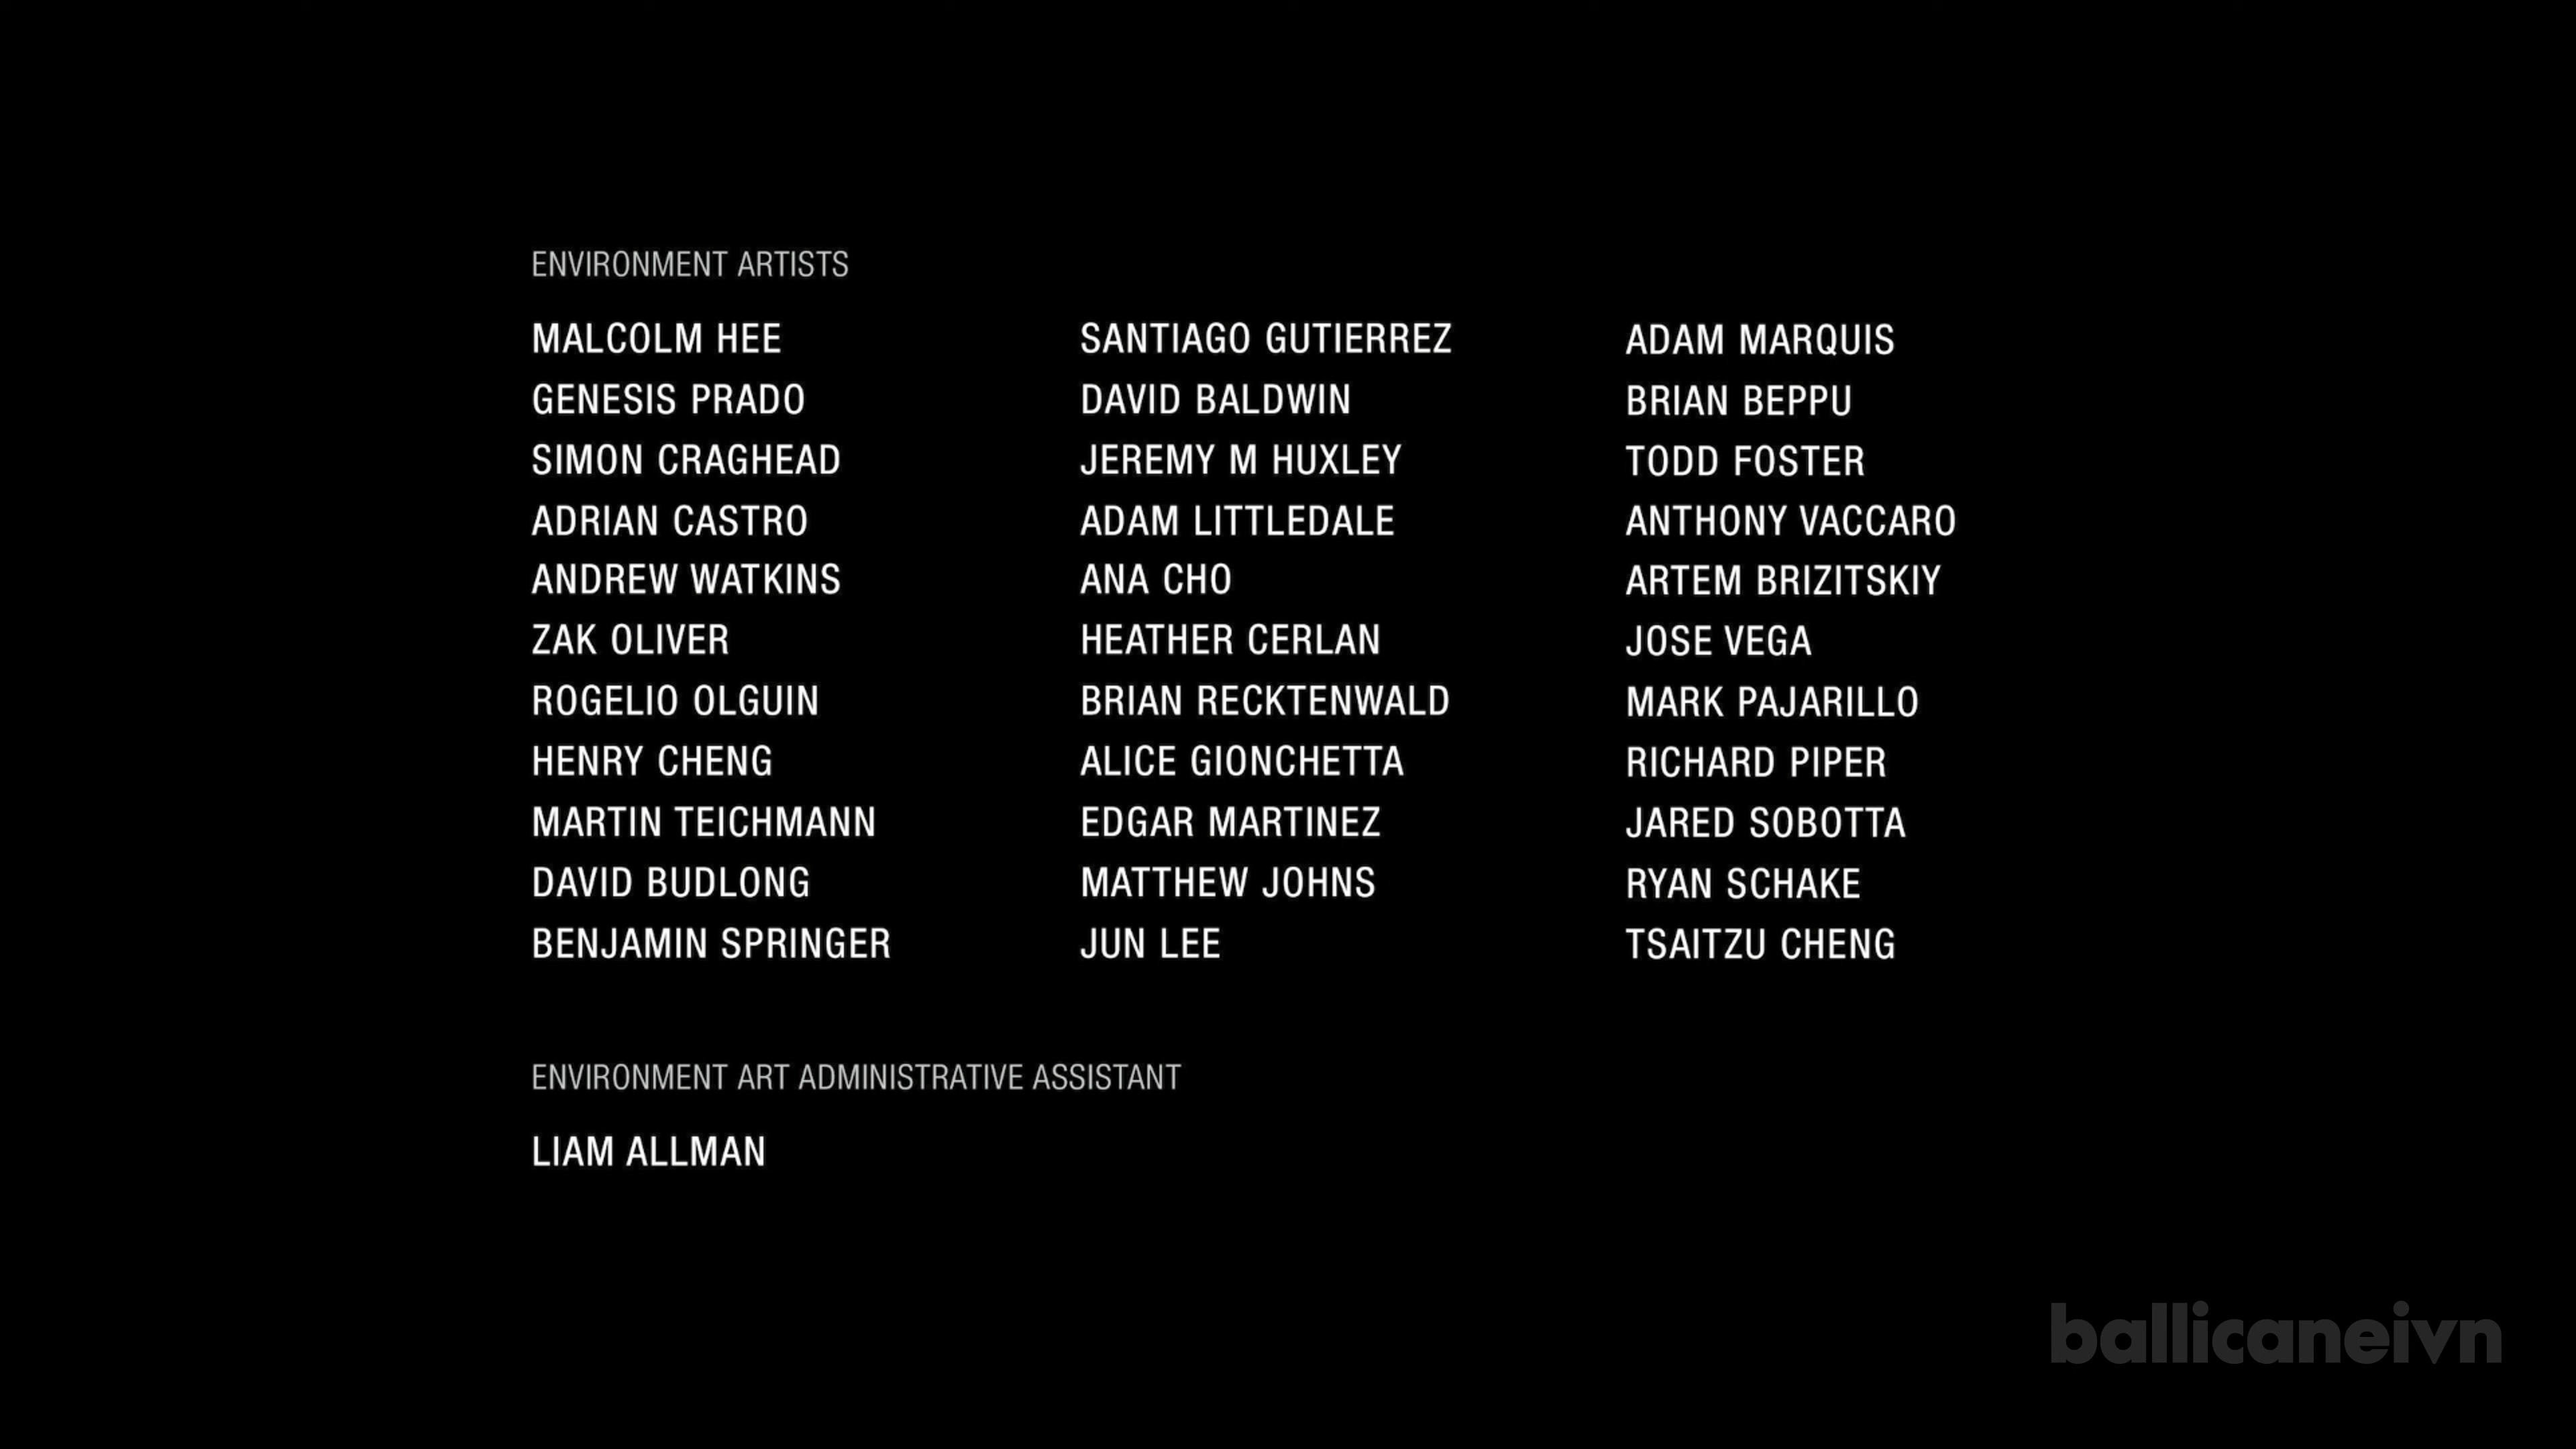 ENVIRONMENT ARTISTS
MALCOLM HEE
GENESIS PRADO
SIMON CRAGHEAD
ADRIAN CASTRO
ANDREW WATKINS
ZAK OLIVER
ROGELIO OLGUIN
HENRY CHENG
MARTIN TEICHMANN
DAVID BUDLONG
BENJAMIN SPRINGER
SANTIAGO GUTIERREZ
DAVID BALDWIN
JEREMY M HUXLEY
ADAM LITTLEDALE
ANA CHO
HEATHER CERLAN
BRIAN RECKTENWALD
ALICE GIONCHETTA
EDGAR MARTINEZ
MATTHEW JOHNS
JUN LEE
ADAM MARQUIS
BRIAN BEPPU
TODD FOSTER
ANTHONY VACCARO
ARTEM BRIZITSKIY
JOSE VEGA
MARK PAJARILLO
RICHARD PIPER
JARED SOBOTTA
RYAN SCHAKE
TSAITZU CHENG
ENVIRONMENT ART ADMINISTRATIVE ASSISTANT
LIAM ALLMAN
ballicaneivn